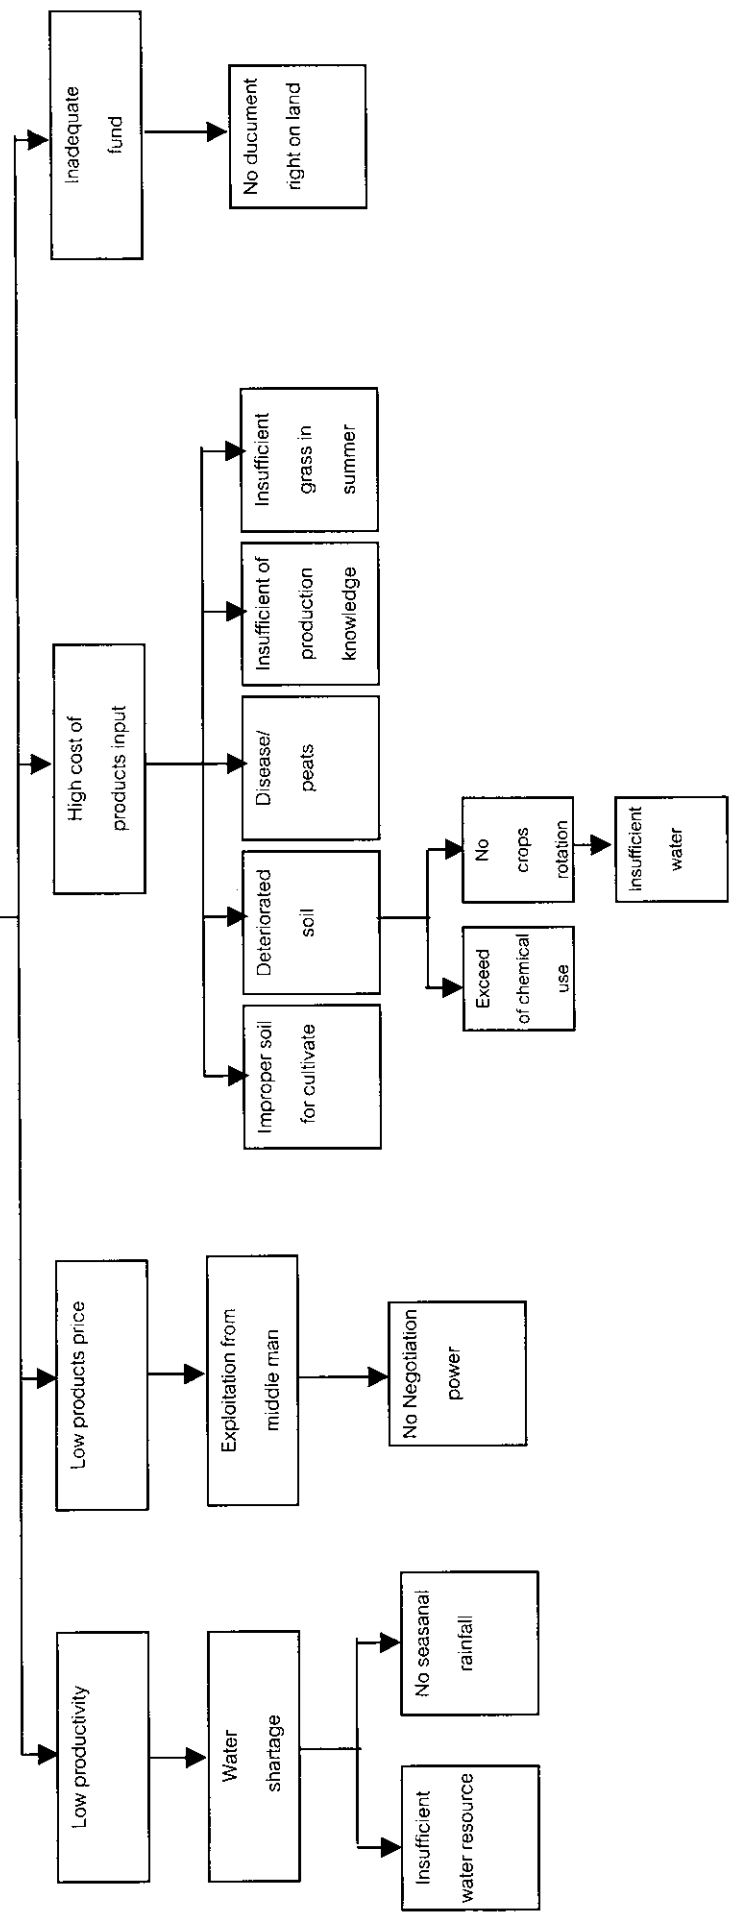 Low productivity
Low products price
High cost of
products input
Inadequate
fund
Water
shartage
Exploitation from
middle man
Improper soil
for cultivate
Deteriorated
soil
Disease/
peats
Insufficient of
production
knowledge
Insufficient
grass in
summer
No ducument
right on land
Insufficient
water resource
No seasanal
rainfall
No Negotiation
power
Exceed
of chemical
use
No
crops
rotation
Insufficient
water